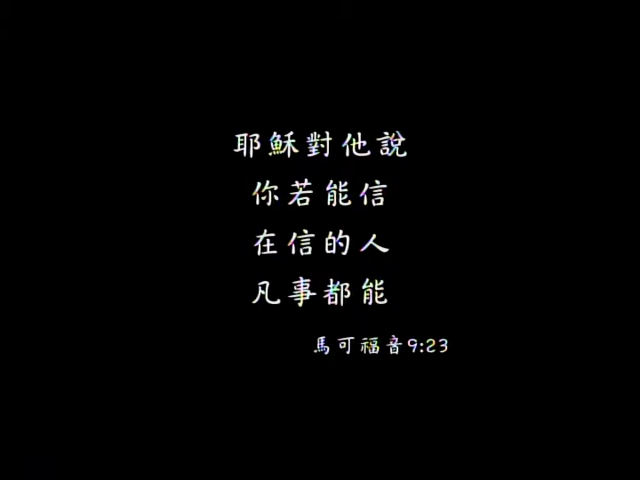 耶穌對他說
你若能信
在信的人
凡事都能
馬可福音9:23